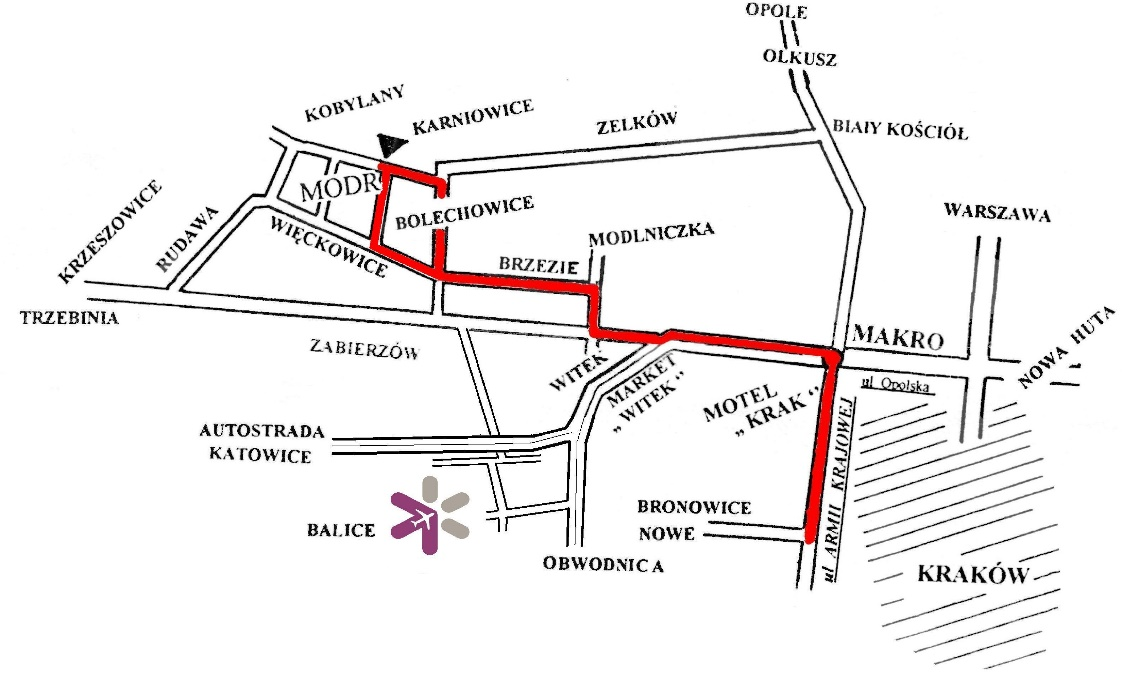 OPOLE
OLKUSZ
KOBYLANY
KARNIOWICE
ZELKÓW
BIAŁY KOŚCIÓŁ
KRZESZOWICE
RUDAWA
MODR
BOLECHOWICE
WIĘCKOWICE
BRZEZIE
MODLNICZKA
WARSZAWA
TRZEBINIA
ZABIERZÓW
WITEK
MARKET
„WITEK”
MOTEL
„KRAK“
MAKRO
ul Opolska
NOWA HUTA
AUTOSTRADA
KATOWICE
BALICE
OBWODNICA
BRONOWICE
NOWE
ul ARMII KRAJOWEJ
KRAKÓW